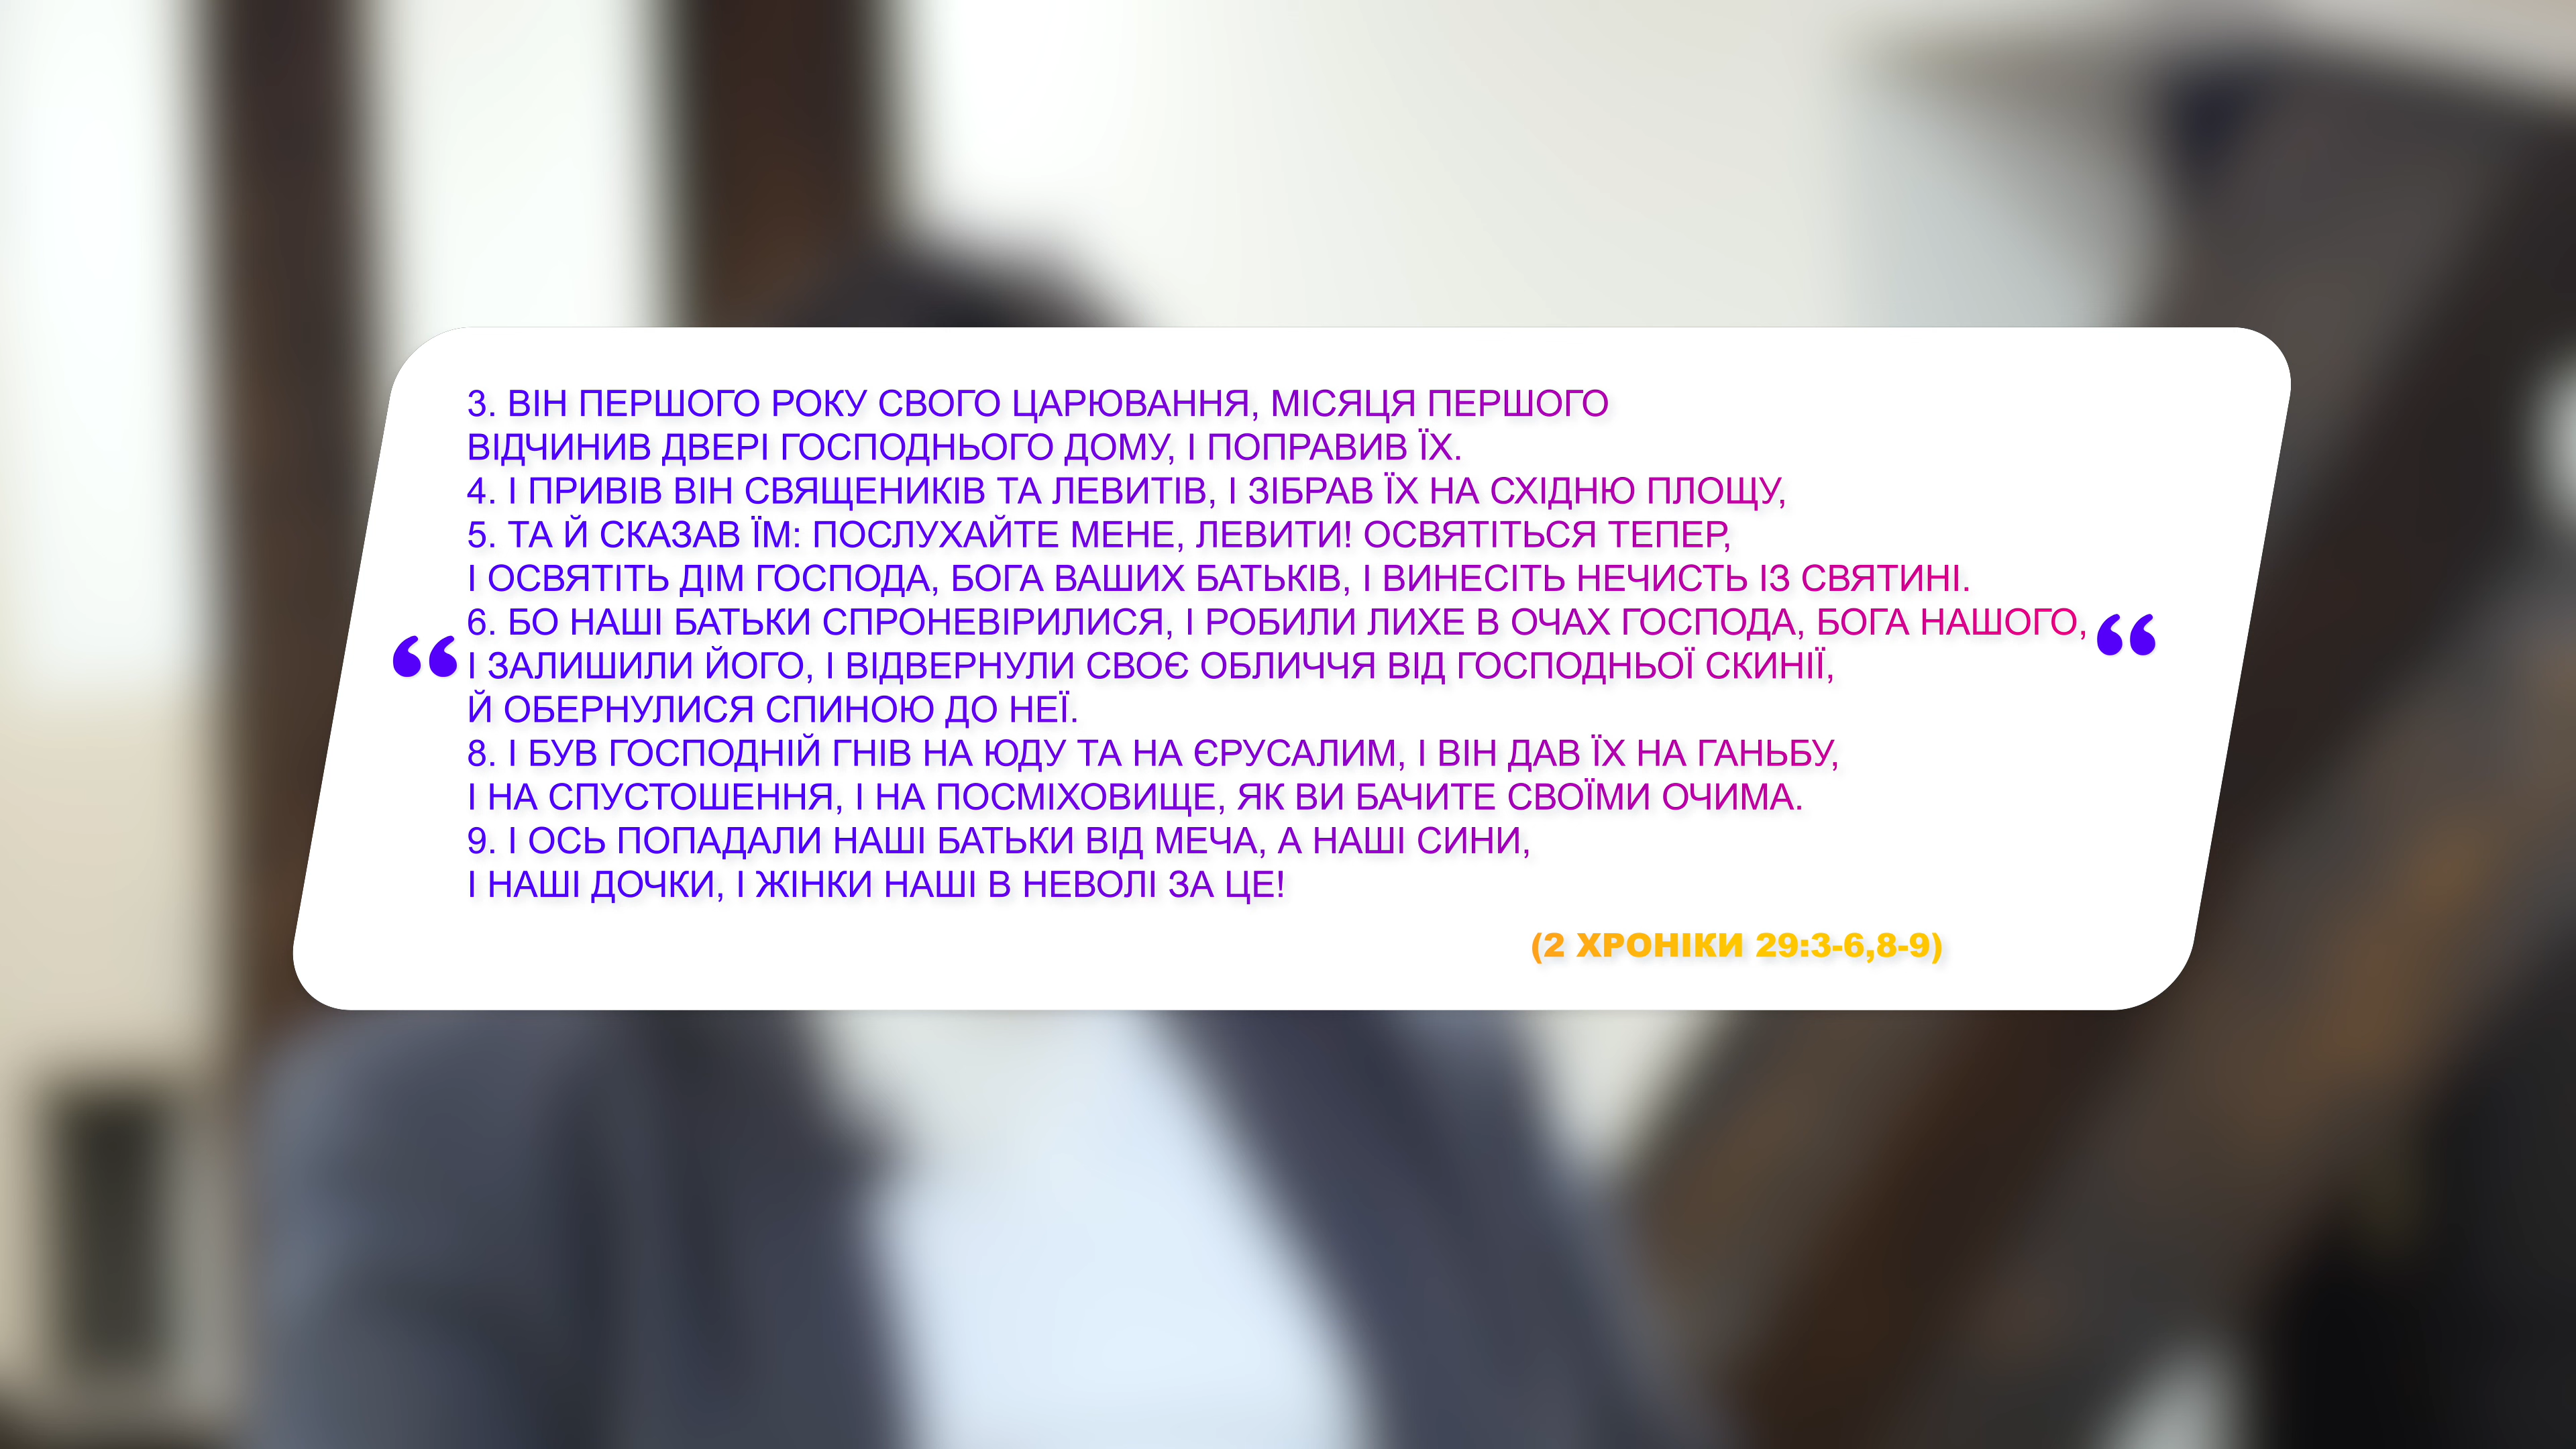 3. ВІН ПЕРШОГО РОКУ СВОГО ЦАРЮВАННЯ, МІСЯЦЯ ПЕРШОГО
ВІДЧИНИВ ДВЕРІ ГОСПОДНЬОГО ДОМУ, І ПОПРАВИВ ЇХ.
4. І ПРИВІВ ВІН СВЯЩЕНИКІВ ТА ЛЕВИТІВ, І ЗІБРАВ ЇХ НА СХІДНЮ ПЛОЩУ,
5. ТА Й СКАЗАВ ЇМ: ПОСЛУХАЙТЕ МЕНЕ, ЛЕВИТИ! ОСВЯТІТЬСЯ ТЕПЕР,
І ОСВЯТІТЬ ДІМ ГОСПОДА, БОГА ВАШИХ БАТЬКІВ, І ВИНЕСІТЬ НЕЧИСТЬ ІЗ СВЯТИНІ.
6. БО НАШІ БАТЬКИ СПРОНЕВІРИЛИСЯ, І РОБИЛИ ЛИХЕ В ОЧАХ ГОСПОДА, БОГА НАШОГО,
“І ЗАЛИШИЛИ ЙОГО, І ВІДВЕРНУЛИ СВОЄ ОБЛИЧЧЯ ВІД ГОСПОДНЬОЇ СКИНІЇ,“
Й ОБЕРНУЛИСЯ СПИНОЮ ДО НЕЇ.
8. І БУВ ГОСПОДНІЙ ГНІВ НА ЮДУ ТА НА ЄРУСАЛИМ, І ВІН ДАВ ЇХ НА ГАНЬБУ,
І НА СПУСТОШЕННЯ, І НА ПОСМІХОВИЩЕ, ЯК ВИ БАЧИТЕ СВОЇМИ ОЧИМА.
9. І ОСЬ ПОПАДАЛИ НАШІ БАТЬКИ ВІД МЕЧА, А НАШІ СИНИ,
І НАШІ ДОЧКИ, І ЖІНКИ НАШІ В НЕВОЛІ ЗА ЦЕ!
(2 ХРОНІКИ 29:3-6,8-9)